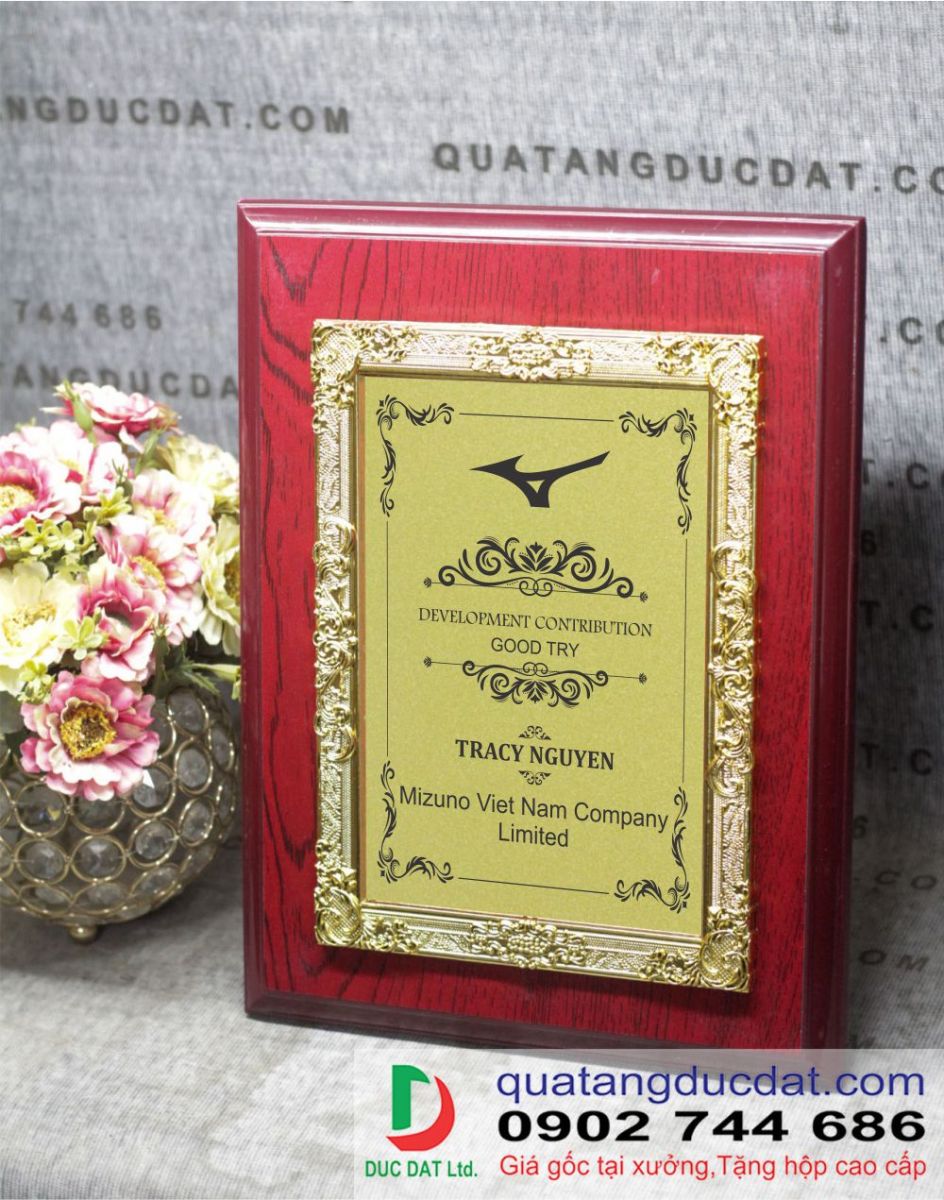 NGDUCDAT.COM
QUATANGDUCDAT.CO
744 686
TANGDUCDA
DEVELOPMENT CONTRIBUTION
GOOD TRY
TRACY NGUYEN
Mizuno Viet Nam Company
Limited
DUC DAT Ltd.
quatangducdat.com
0902 744 686
Giá gốc tại xưởng,Tặng hộp cao cấp